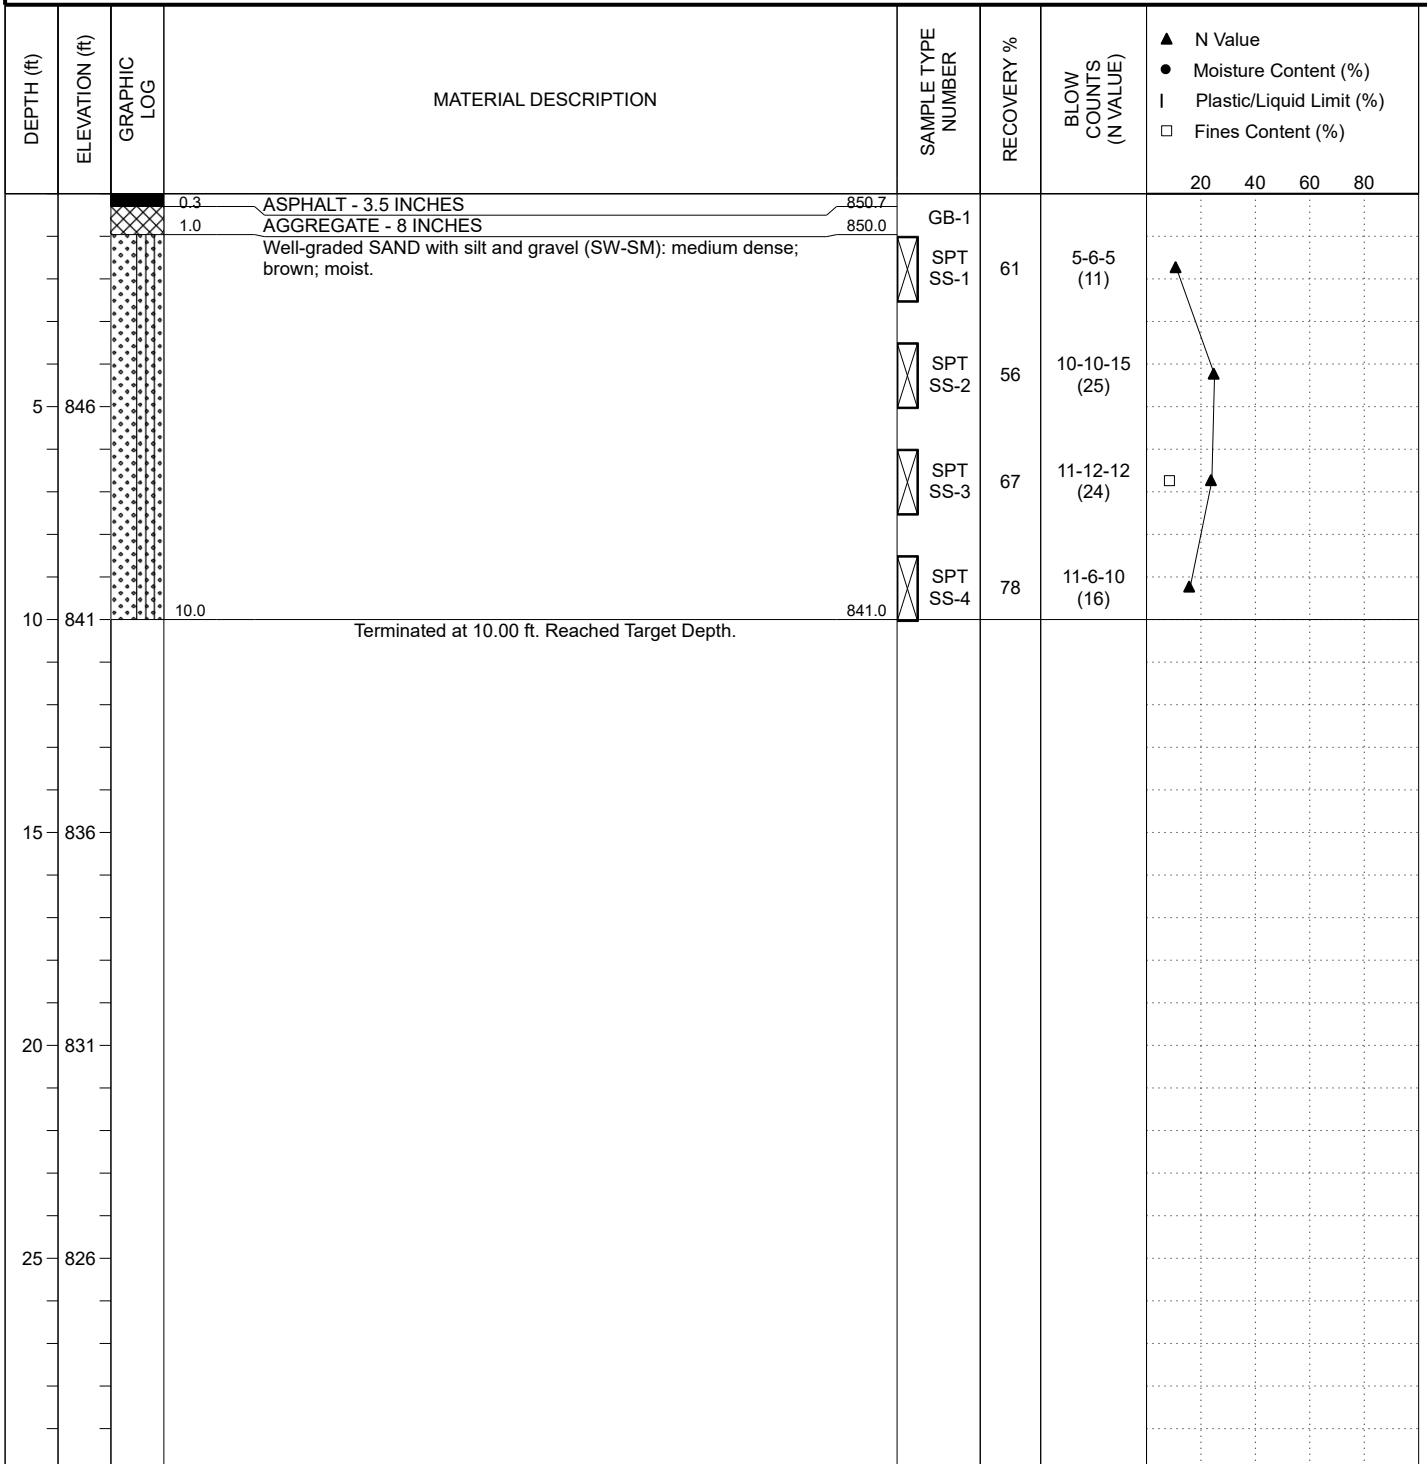 DEPTH (ft)
ELEVATION (ft)
GRAPHIC
LOG
MATERIAL DESCRIPTION
SAMPLE TYPE
NUMBER
RECOVERY %
BLOW
COUNTS
(N VALUE)
N Value
Moisture Content (%)
Plastic/Liquid Limit (%)
Fines Content (%)
20 40 60 80
0.3 ASPHALT - 3.5 INCHES 850.7
1.0 AGGREGATE - 8 INCHES 850.0
GB-1
Well-graded SAND with silt and gravel (SW-SM): medium dense;
brown; moist.
SPT
SS-1
61
5-6-5
(11)
SPT
SS-2
56
10-10-15
(25)
5 846
SPT
SS-3
67
11-12-12
(24)
SPT
SS-4
78
11-6-10
(16)
10.0 841.0
10 841
Terminated at 10.00 ft. Reached Target Depth.
15 836
20 831
25 826